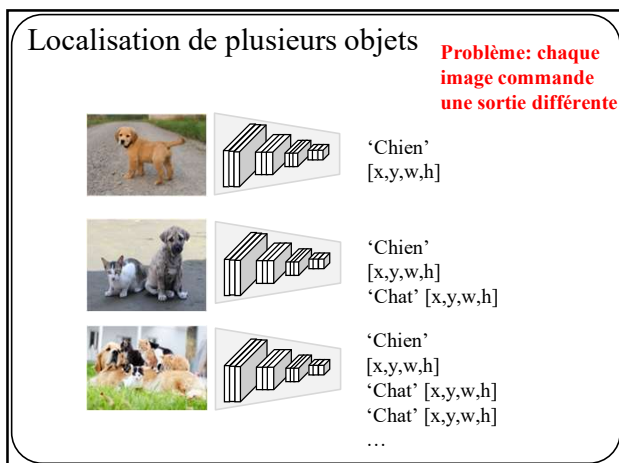 Localisation de plusieurs objets
Problème: chaque
image commande
une sortie différente
‘Chien’
[x,y,w,h]
‘Chien’
[x,y,w,h]
‘Chat’ [x,y,w,h]
‘Chien’
[x,y,w,h]
‘Chat’ [x,y,w,h]
‘Chat’ [x,y,w,h]
…